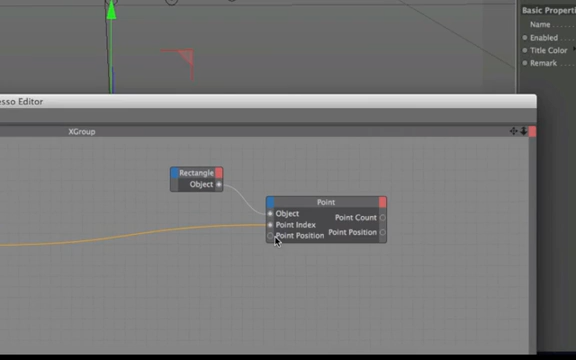 Basic Properti
Name
Enabled
Title Color
Remark
esso Editor
XGroup
Rectangle
Object
Point
Object
Point Count
Point Index
Point Position
Point Position